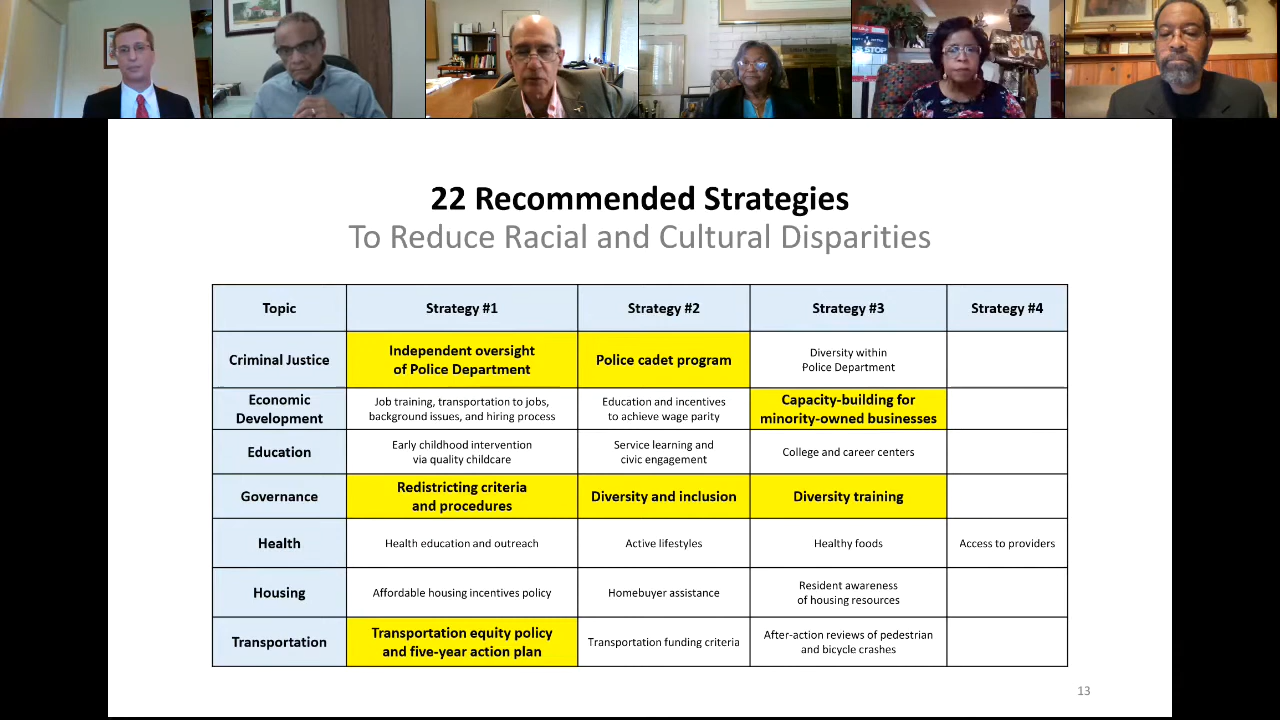 STOP
22 Recommended Strategies
To Reduce Racial and Cultural Disparities
Topic
Strategy #1
Strategy #2
Strategy #3
Strategy #4
Criminal Justice
Independent oversight
of Police Department
Police cadet program
Diversity within
Police Department
Economic
Development
Job training, transportation to jobs,
background issues, and hiring process
Education and incentives
to achieve wage parity
Capacity-building for
minority-owned businesses
Education
Early childhood intervention
via quality childcare
Service learning and
civic engagement
College and career centers
Governance
Redistricting criteria
and procedures
Diversity and inclusion
Diversity training
Health
Health education and outreach
Active lifestyles
Healthy foods
Access to providers
Housing
Affordable housing incentives policy
Homebuyer assistance
Resident awareness
of housing resources
Transportation
Transportation equity policy
and five-year action plan
Transportation funding criteria
After-action reviews of pedestrian
and bicycle crashes
13